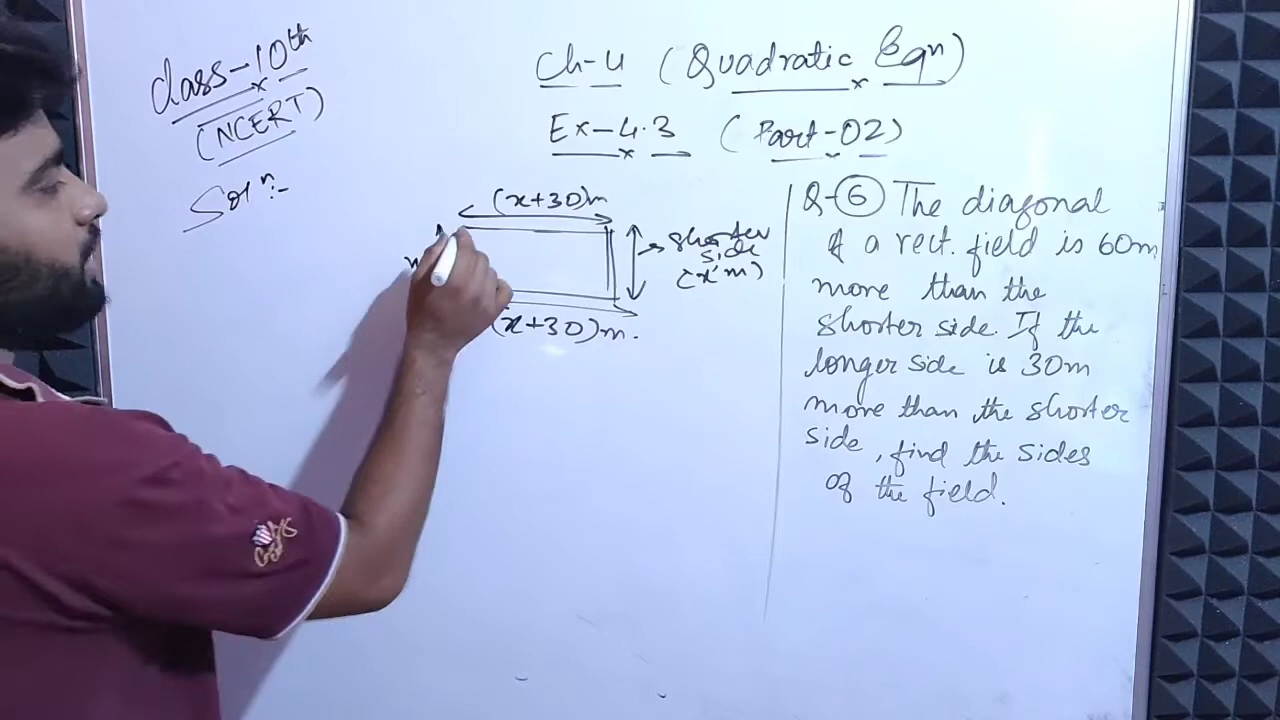 Class-10th
(NCERT)
Solⁿ:-
Ch-4 (Quadratic Eqⁿ)
Ex-4.3 (Part-02)
(x+30)m
shorter
side
(x m)
(x+30)m.
Q-6 The diagonal
of a rect. field is 60m
more than the
shorter side. If the
longer side is 30m
more than the shorter
side, find the sides
of the field.